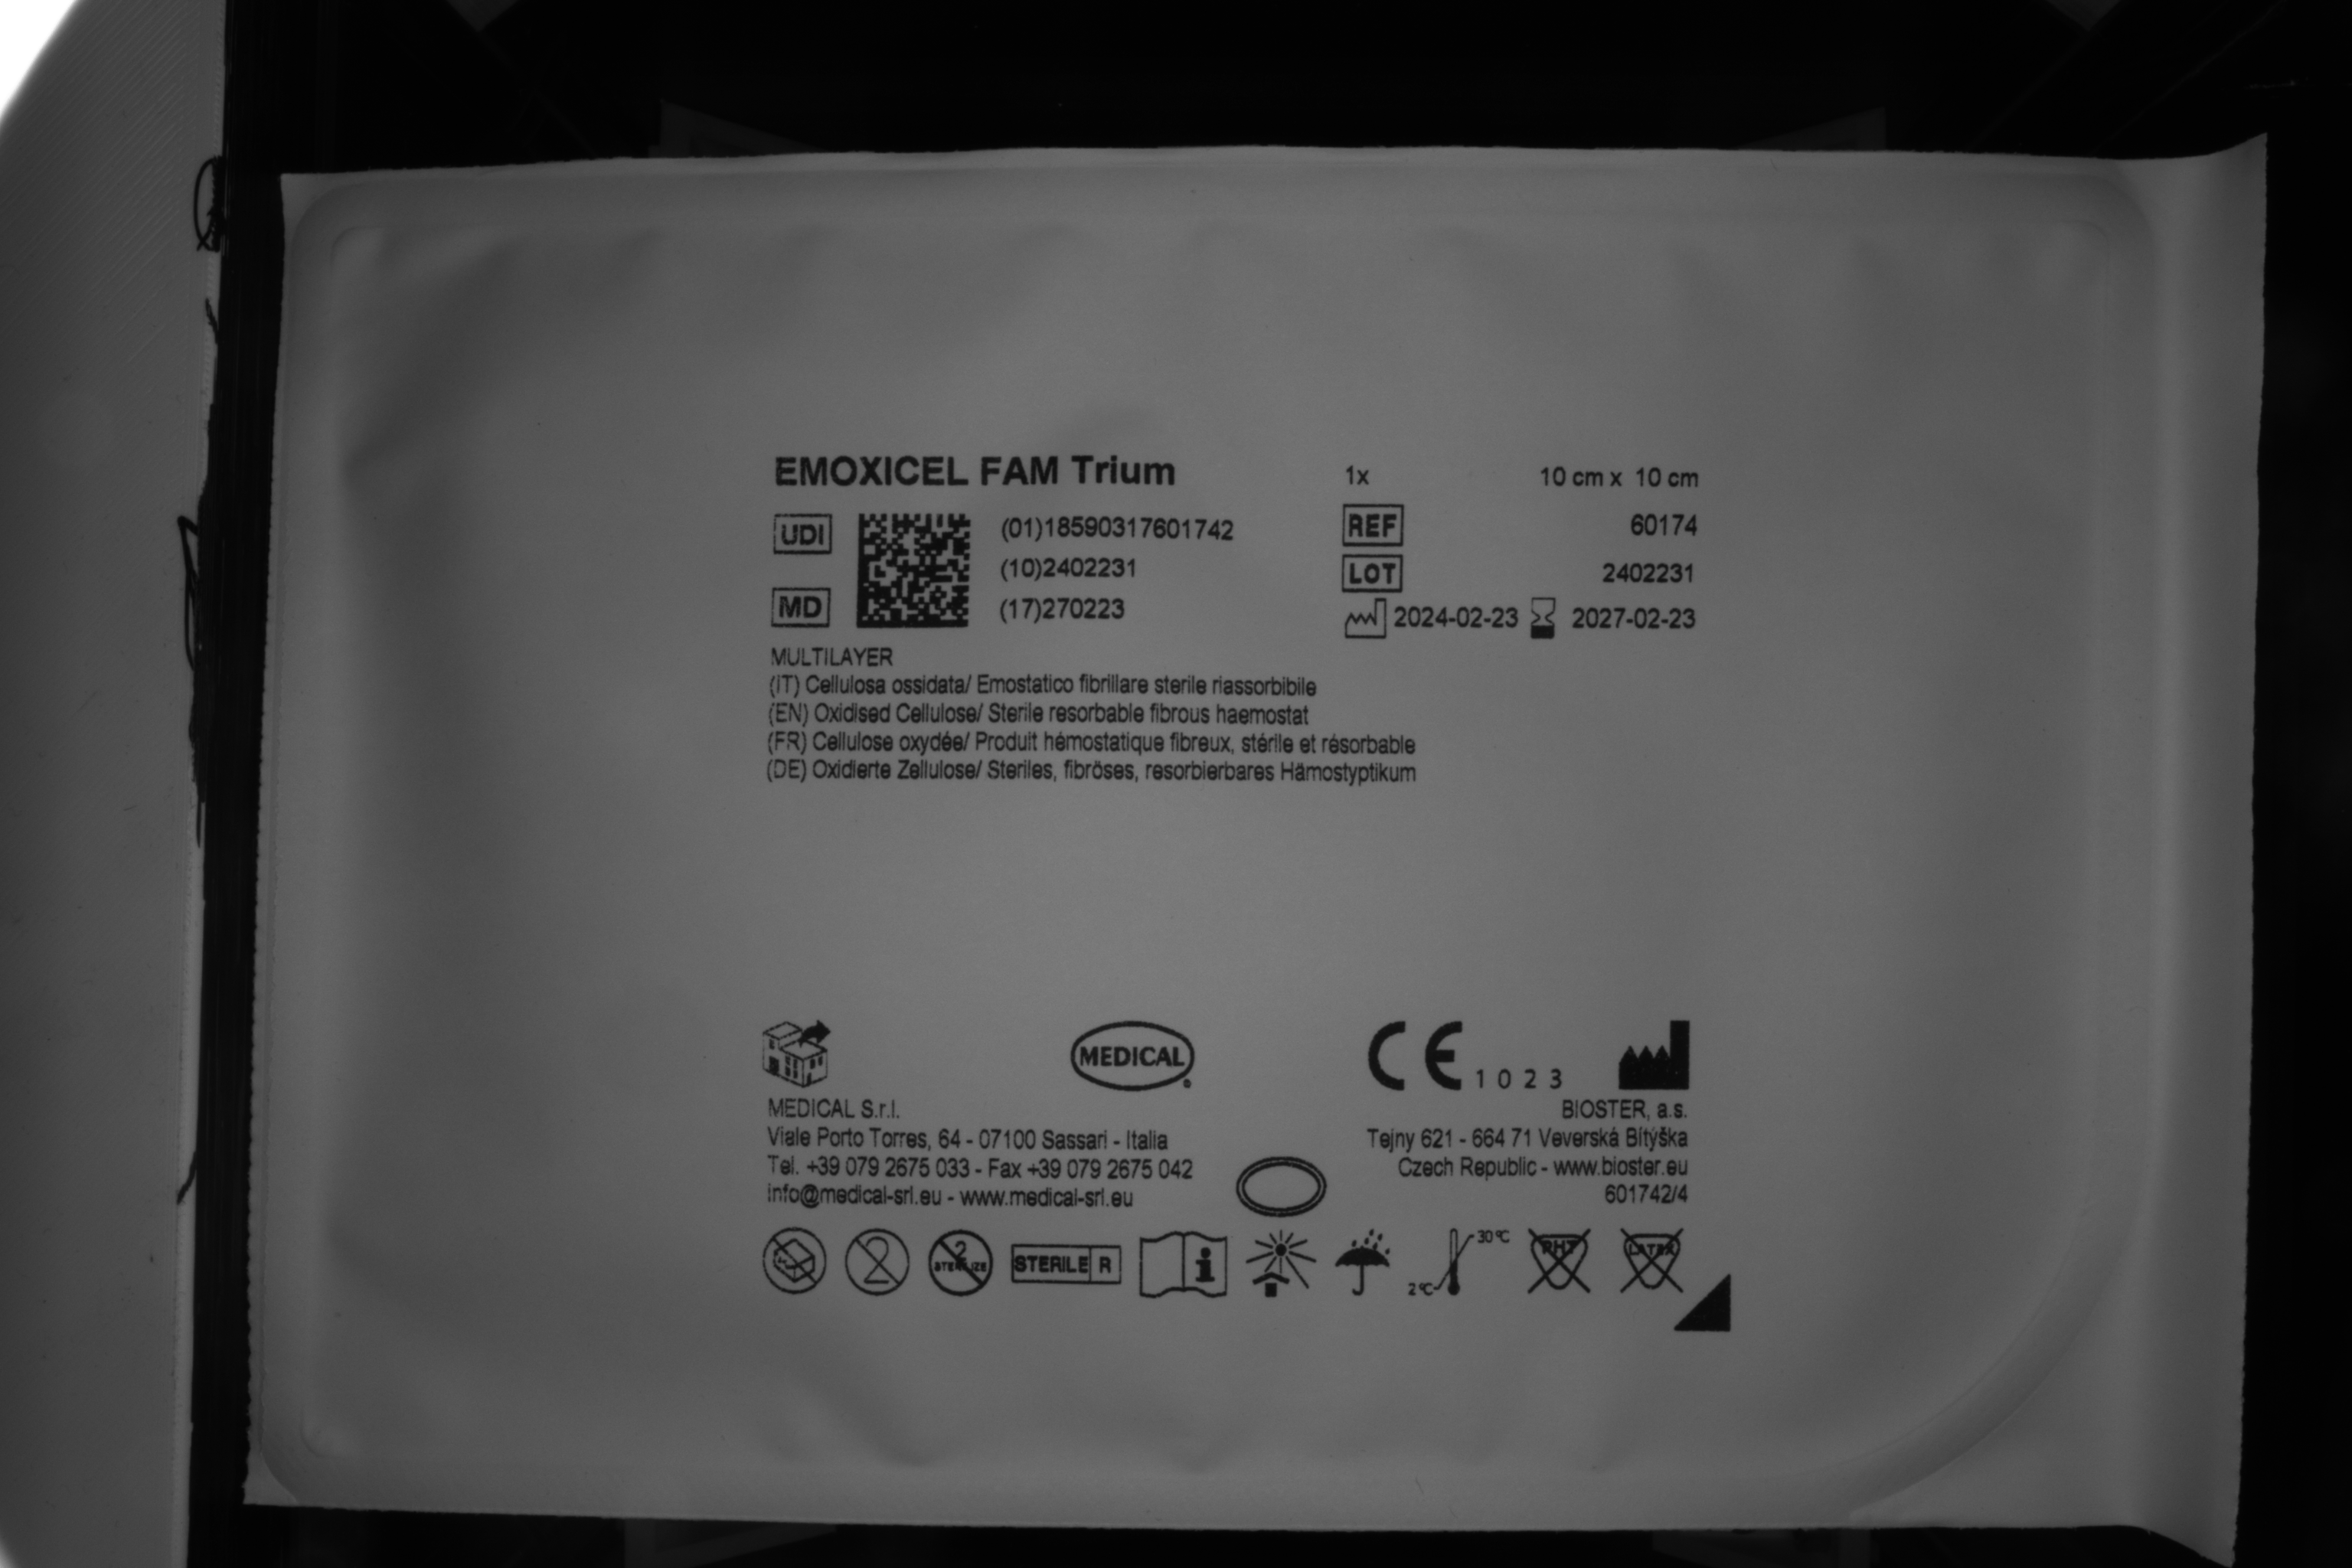 EMOXICEL FAM Trium
1x 10 cm x 10 cm
UDI
(01)18590317601742
(10)2402231
(17)270223
MD
REF 60174
LOT 2402231
2024-02-23 2027-02-23
MULTILAYER
(IT) Cellulosa ossidata/ Emostatico fibrillare sterile riassorbibile
(EN) Oxidised Cellulose/ Sterile resorbable fibrous haemostat
(FR) Cellulose oxydée/ Produit hémostatique fibreux, stérile et résorbable
(DE) Oxidierte Zellulose/ Steriles, fibröses, resorbierbares Hämostyptikum
MEDICAL
CE 1023
MEDICAL S.r.l.
Viale Porto Torres, 64 - 07100 Sassari - Italia
Tel. +39 079 2675 033 - Fax +39 079 2675 042
info@medical-srl.eu - www.medical-srl.eu
BIOSTER, a.s.
Tejny 621 - 664 71 Veverská Bítýška
Czech Republic - www.bioster.eu
601742/4
2
2 STERILIZE
STERILE R
i
2°C 30°C
PHT
LATEX